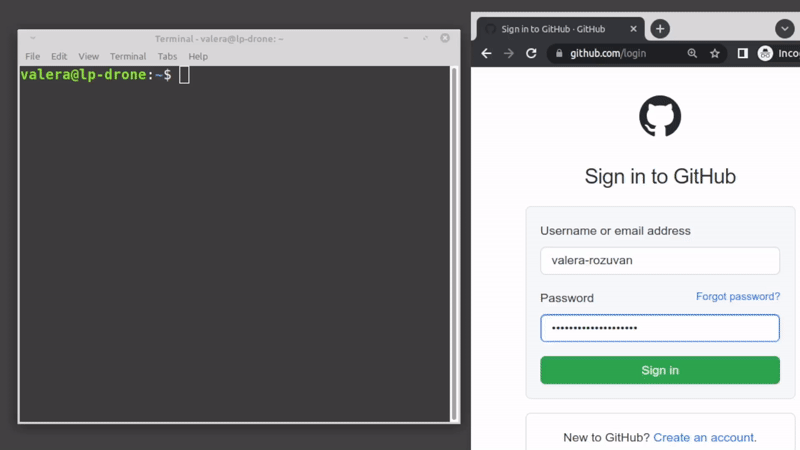 Terminal - valera@lp-drone: ~
File Edit View Terminal Tabs Help
valera@lp-drone:~$
Sign in to GitHub · GitHub
github.com/login
Sign in to GitHub
Username or email address
valera-rozuvan
Password Forgot password?
••••••••••••••••••••
Sign in
New to GitHub? Create an account.